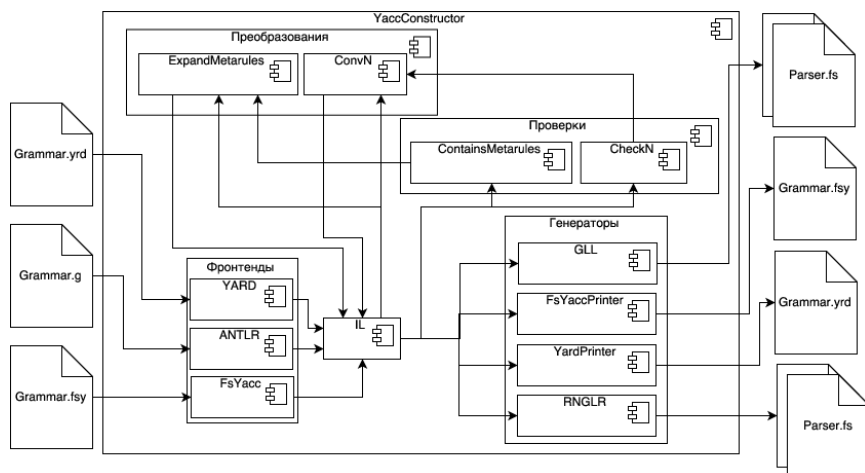 YaccConstructor
Преобразования
ExpandMetarules
ConvN
Parser.fs
Проверки
ContainsMetarules
CheckN
Grammar.yrd
Grammar.fsy
Генераторы
GLL
Grammar.g
Фронтенды
YARD
FsYaccPrinter
Grammar.yrd
IL
ANTLR
YardPrinter
FsYacc
Grammar.fsy
RNGLR
Parser.fs